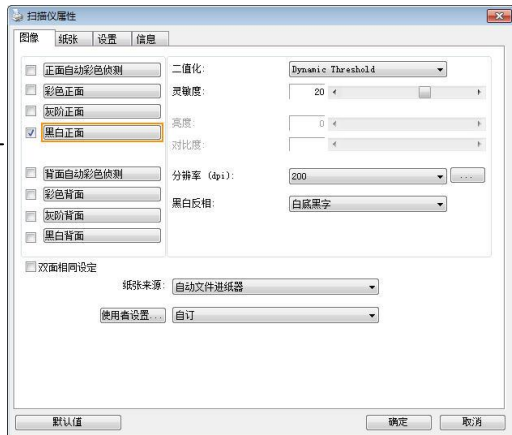 扫描仪属性
图像 纸张 设置 信息
正面自动彩色侦测
彩色正面
灰阶正面
黑白正面
背面自动彩色侦测
彩色背面
灰阶背面
黑白背面
二值化: Dynamic Threshold
灵敏度: 20
亮度: 0
对比度:
分辨率 (dpi): 200 ...
黑白反相: 白底黑字
双面相同设定
纸张来源: 自动文件进纸器
使用者设置... 自订
默认值 确定 取消